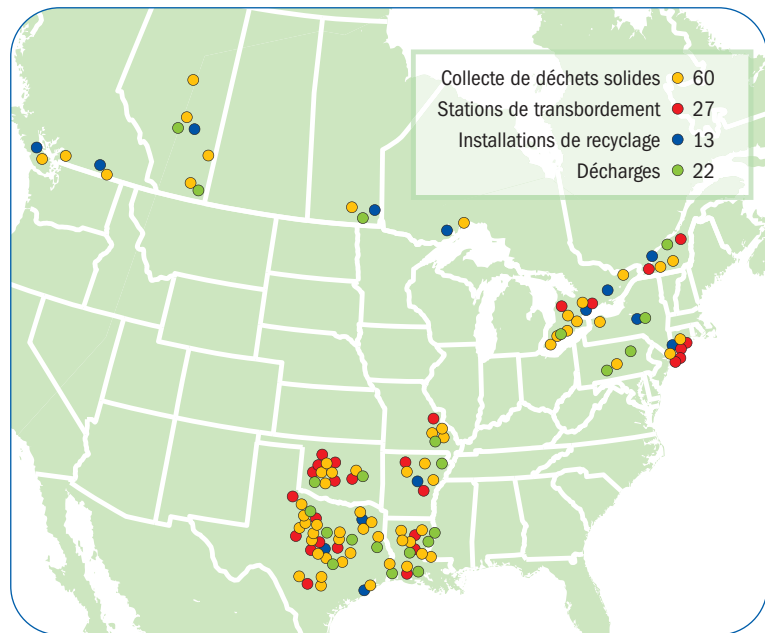 Collecte de déchets solides 60
Stations de transbordement 27
Installations de recyclage 13
Décharges 22